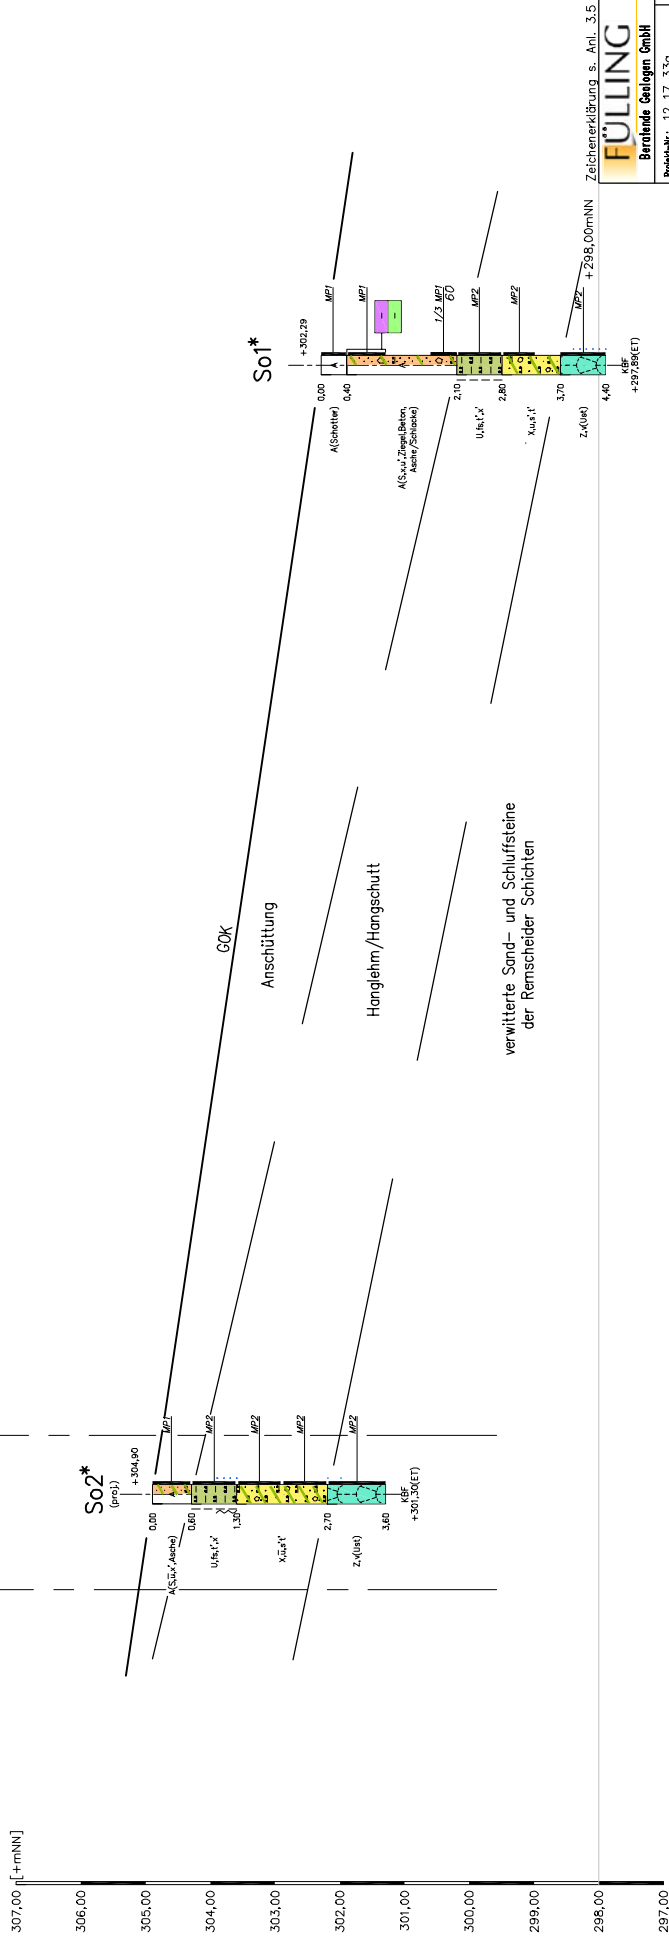 307,00 [+mNN]
306,00
305,00
304,00
303,00
302,00
301,00
300,00
299,00
298,00
297,00
So2*
(proj.)
+304,90
0,00
0,60
1,30
2,70
3,60
A(S,ū,x',Asche)
U,fs,t',x'
X,ū,s't'
Z,v(Ust)
MP1
MP2
MP2
MP2
MP2
KBF
+301,30(ET)
GOK
Anschüttung
Hanglehm/Hangschutt
verwitterte Sand– und Schluffsteine
der Remscheider Schichten
So1*
+302,29
0,00
0,40
2,10
2,80
3,70
4,40
A(Schotter)
A(S,x,u',Ziegel,Beton,
Asche/Schlacke)
U,fs,t',x'
X,u,s',t'
Z,v(Ust)
MP1
MP1
1/3 MP1
60
MP2
MP2
MP2
KBF
+297,89(ET)
+298,00mNN
Zeichenerklärung s. Anl. 3.5
FÜLLING
Beratende Geologen GmbH